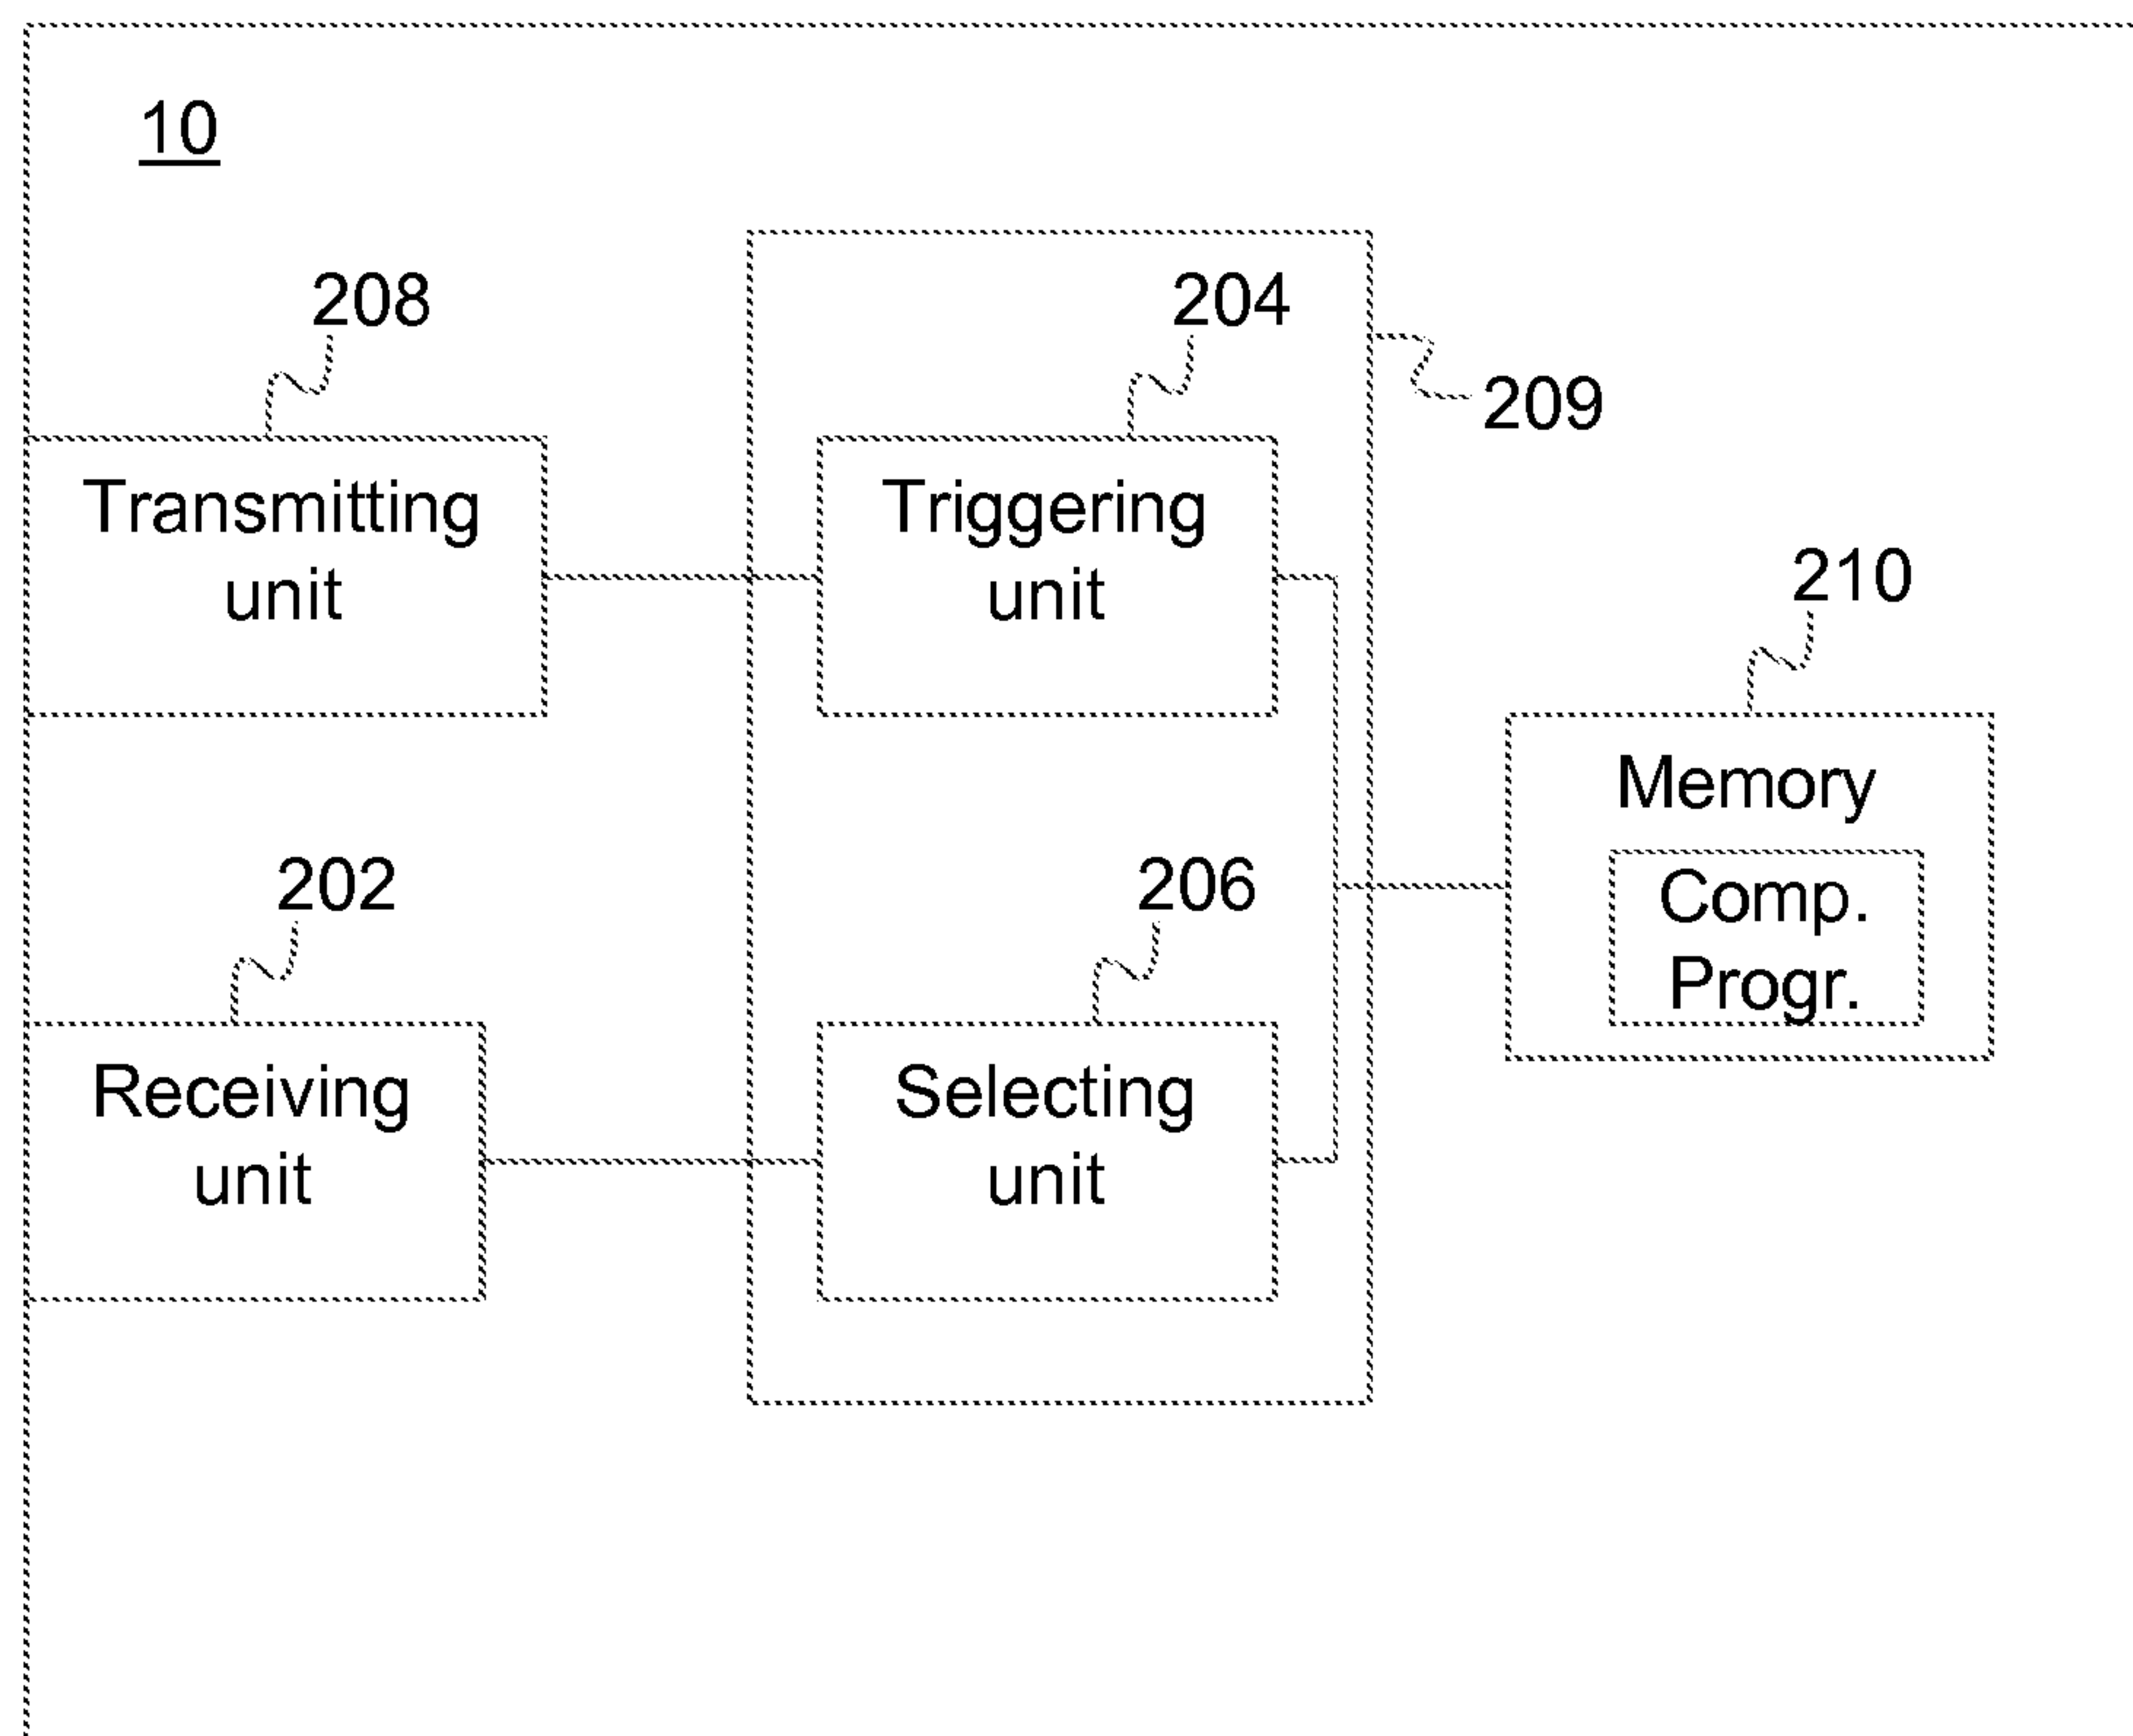 10
208
204
209
Transmitting
unit
Triggering
unit
210
Memory
Comp.
Progr.
202
206
Receiving
unit
Selecting
unit